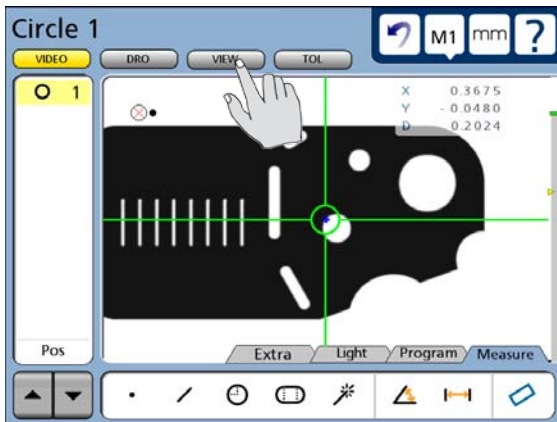 Circle 1
M1 mm ?
VIDEO DRO VIEW TOL
1
X 0.3675
Y - 0.0480
D 0.2024
Pos
Extra Light Program Measure